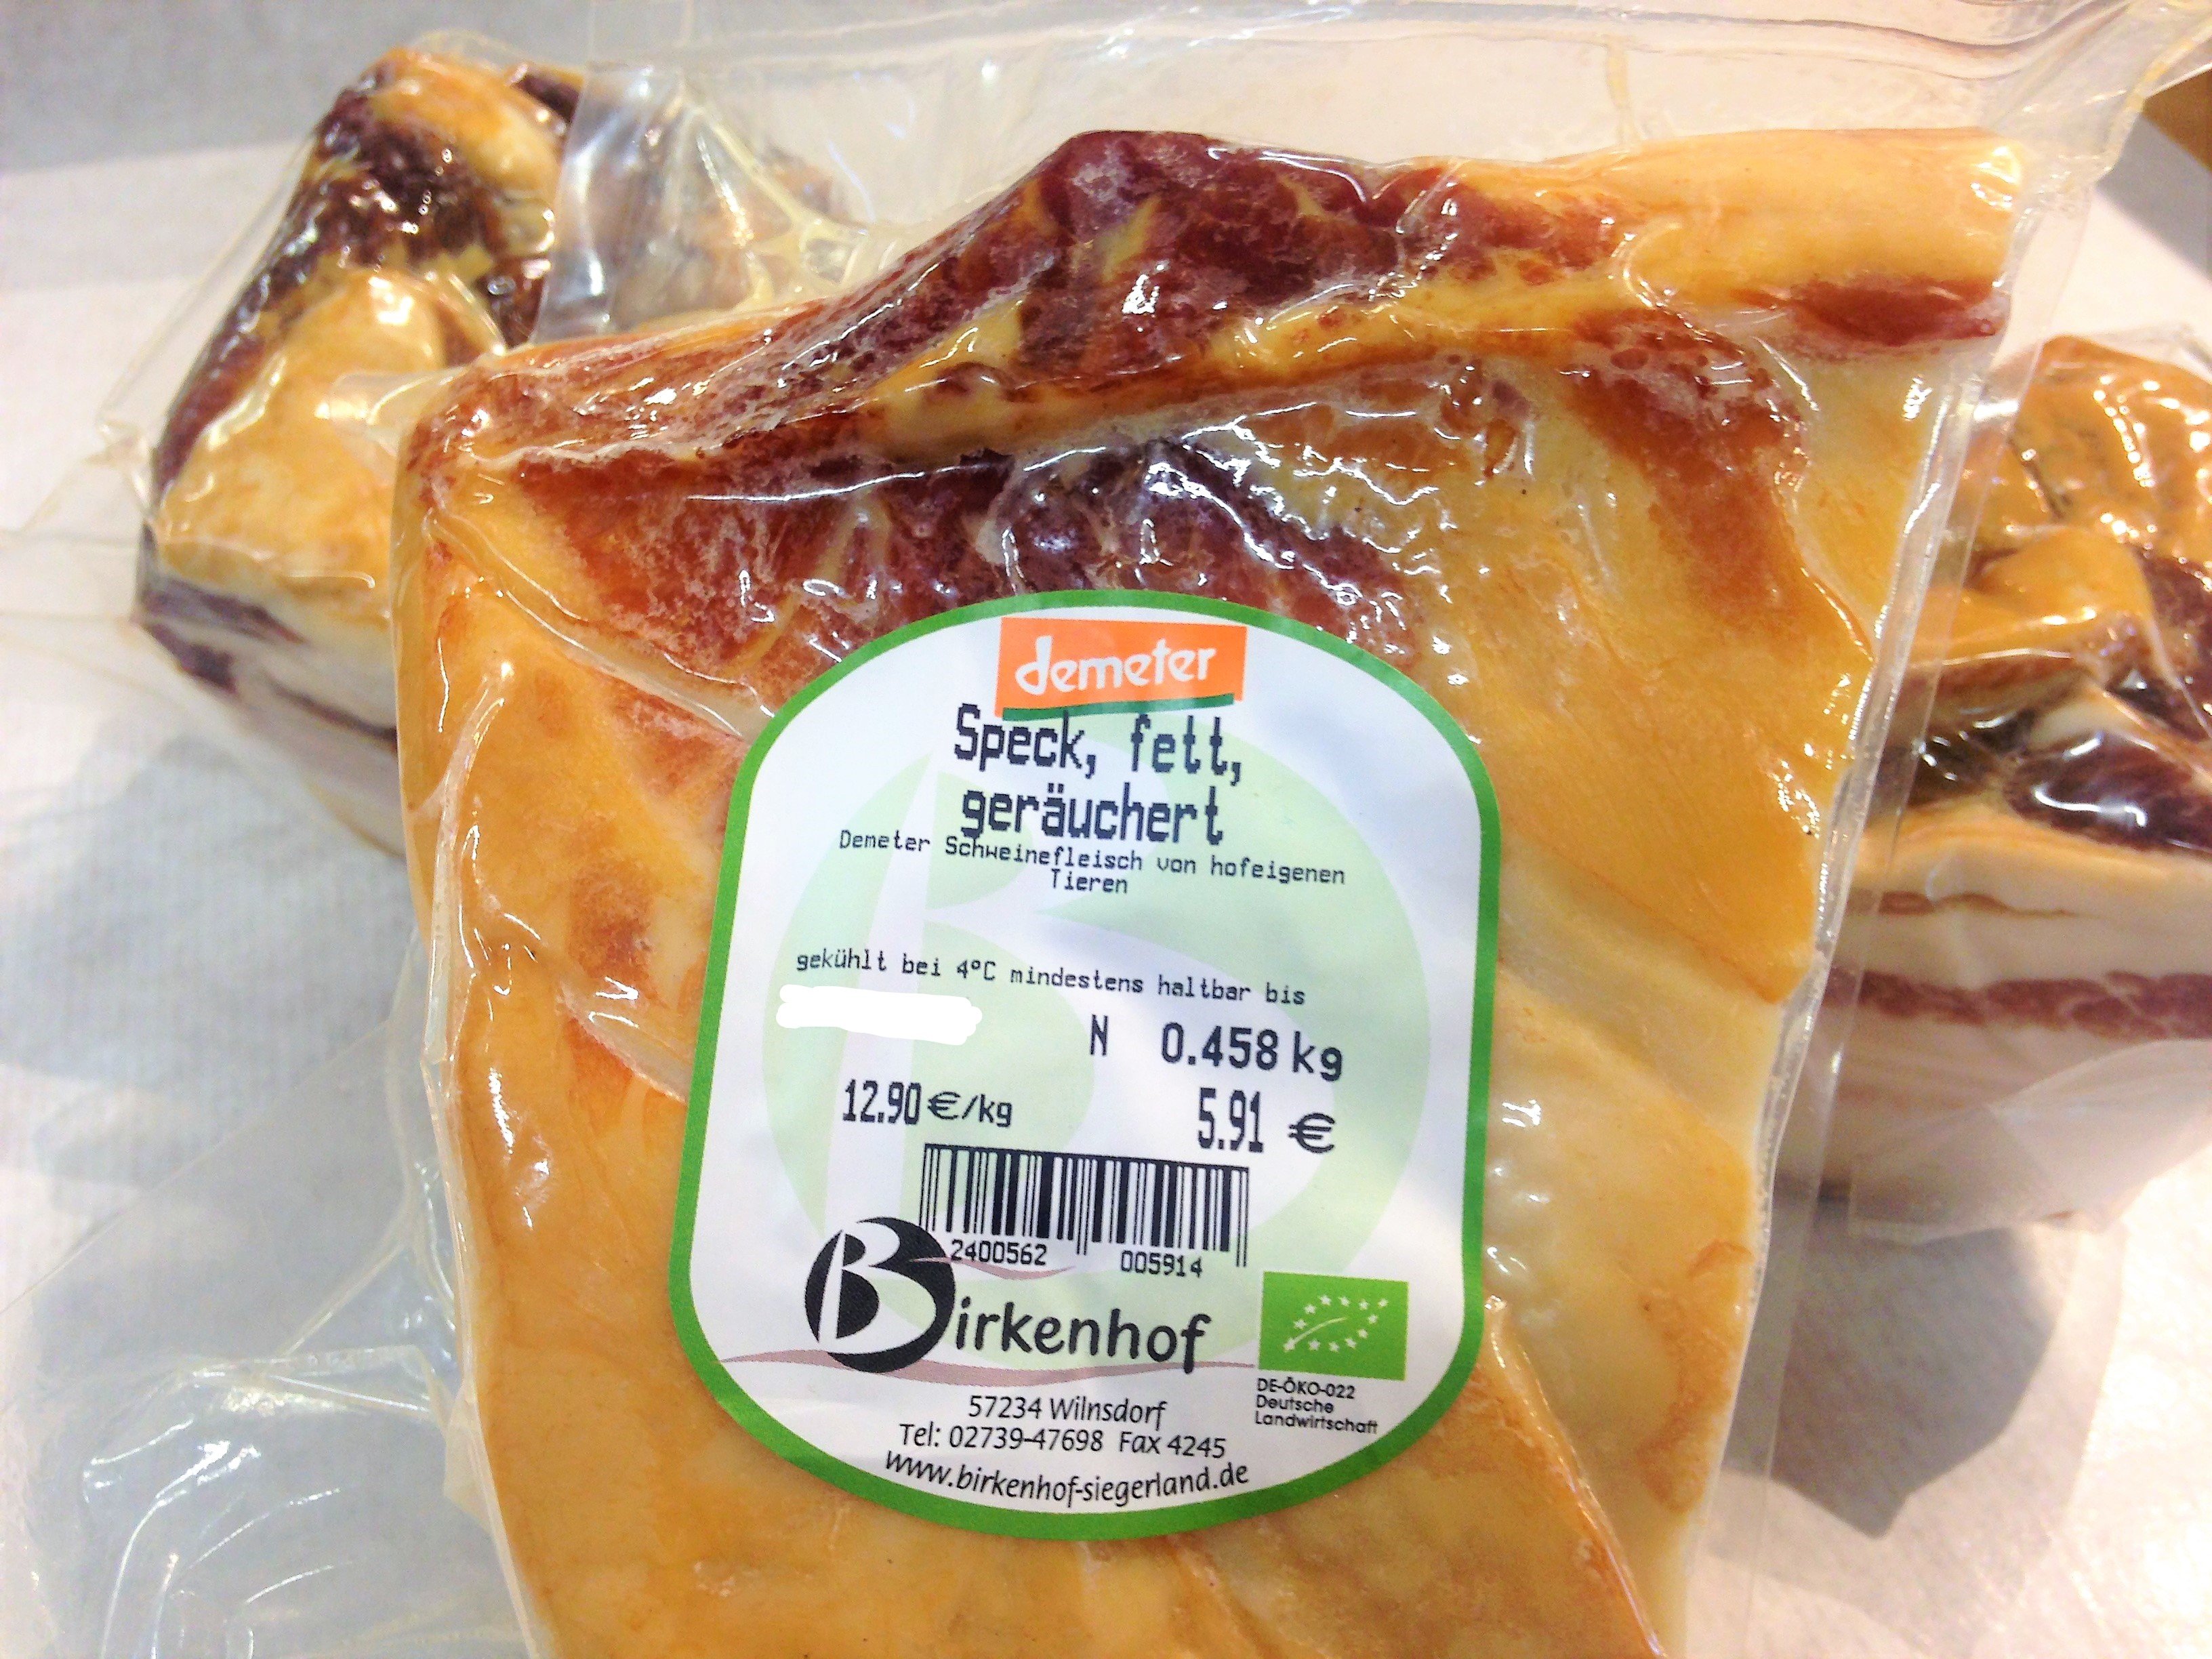 demeter
Speck, fett,
geräuchert
Demeter Schweinefleisch von hofeigenen
Tieren
gekühlt bei 4°C mindestens haltbar bis
N 0.458 kg
12.90 €/kg 5.91 €
2400562 005914
Birkenhof
DE-ÖKO-022
Deutsche
Landwirtschaft
57234 Wilnsdorf
Tel: 02739-47698 Fax 4245
www.birkenhof-siegerland.de